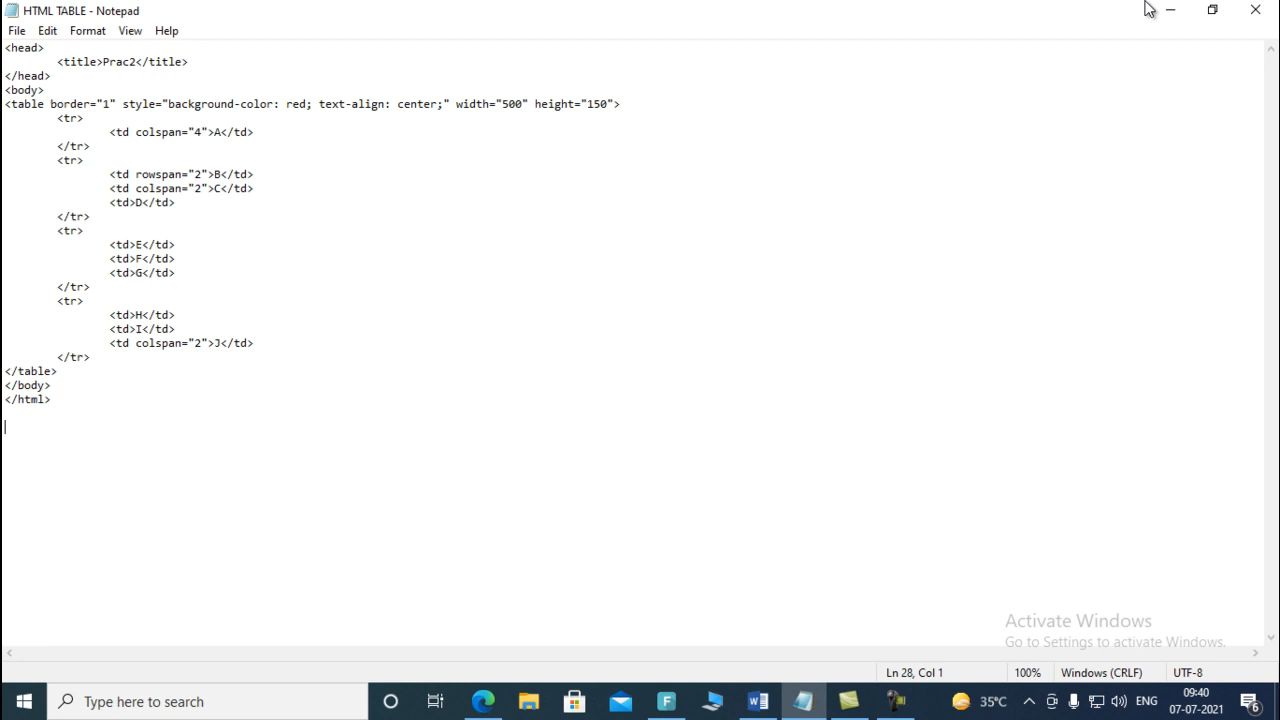 HTML TABLE - Notepad
File Edit Format View Help
<head>
<title>Prac2</title>
</head>
<body>
<table border="1" style="background-color: red; text-align: center;" width="500" height="150">
<tr>
<td colspan="4">A</td>
</tr>
<tr>
<td rowspan="2">B</td>
<td colspan="2">C</td>
<td>D</td>
</tr>
<tr>
<td>E</td>
<td>F</td>
<td>G</td>
</tr>
<tr>
<td>H</td>
<td>I</td>
<td colspan="2">J</td>
</tr>
</table>
</body>
</html>
Activate Windows
Go to Settings to activate Windows.
Ln 28, Col 1 100% Windows (CRLF) UTF-8
Type here to search F W 35°C ENG 09:40
07-07-2021 6